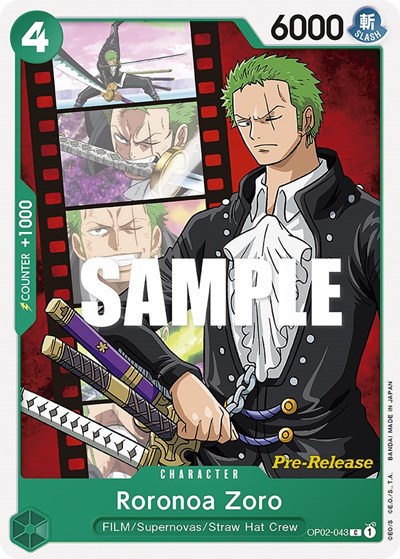 4
6000
斬
SLASH
COUNTER +1000
SAMPLE
Pre-Release
CHARACTER
Roronoa Zoro
FILM/Supernovas/Straw Hat Crew
OP02-043 C 1
©E.O/S ©E.O./S., T.A. BANDAI MADE IN JAPAN